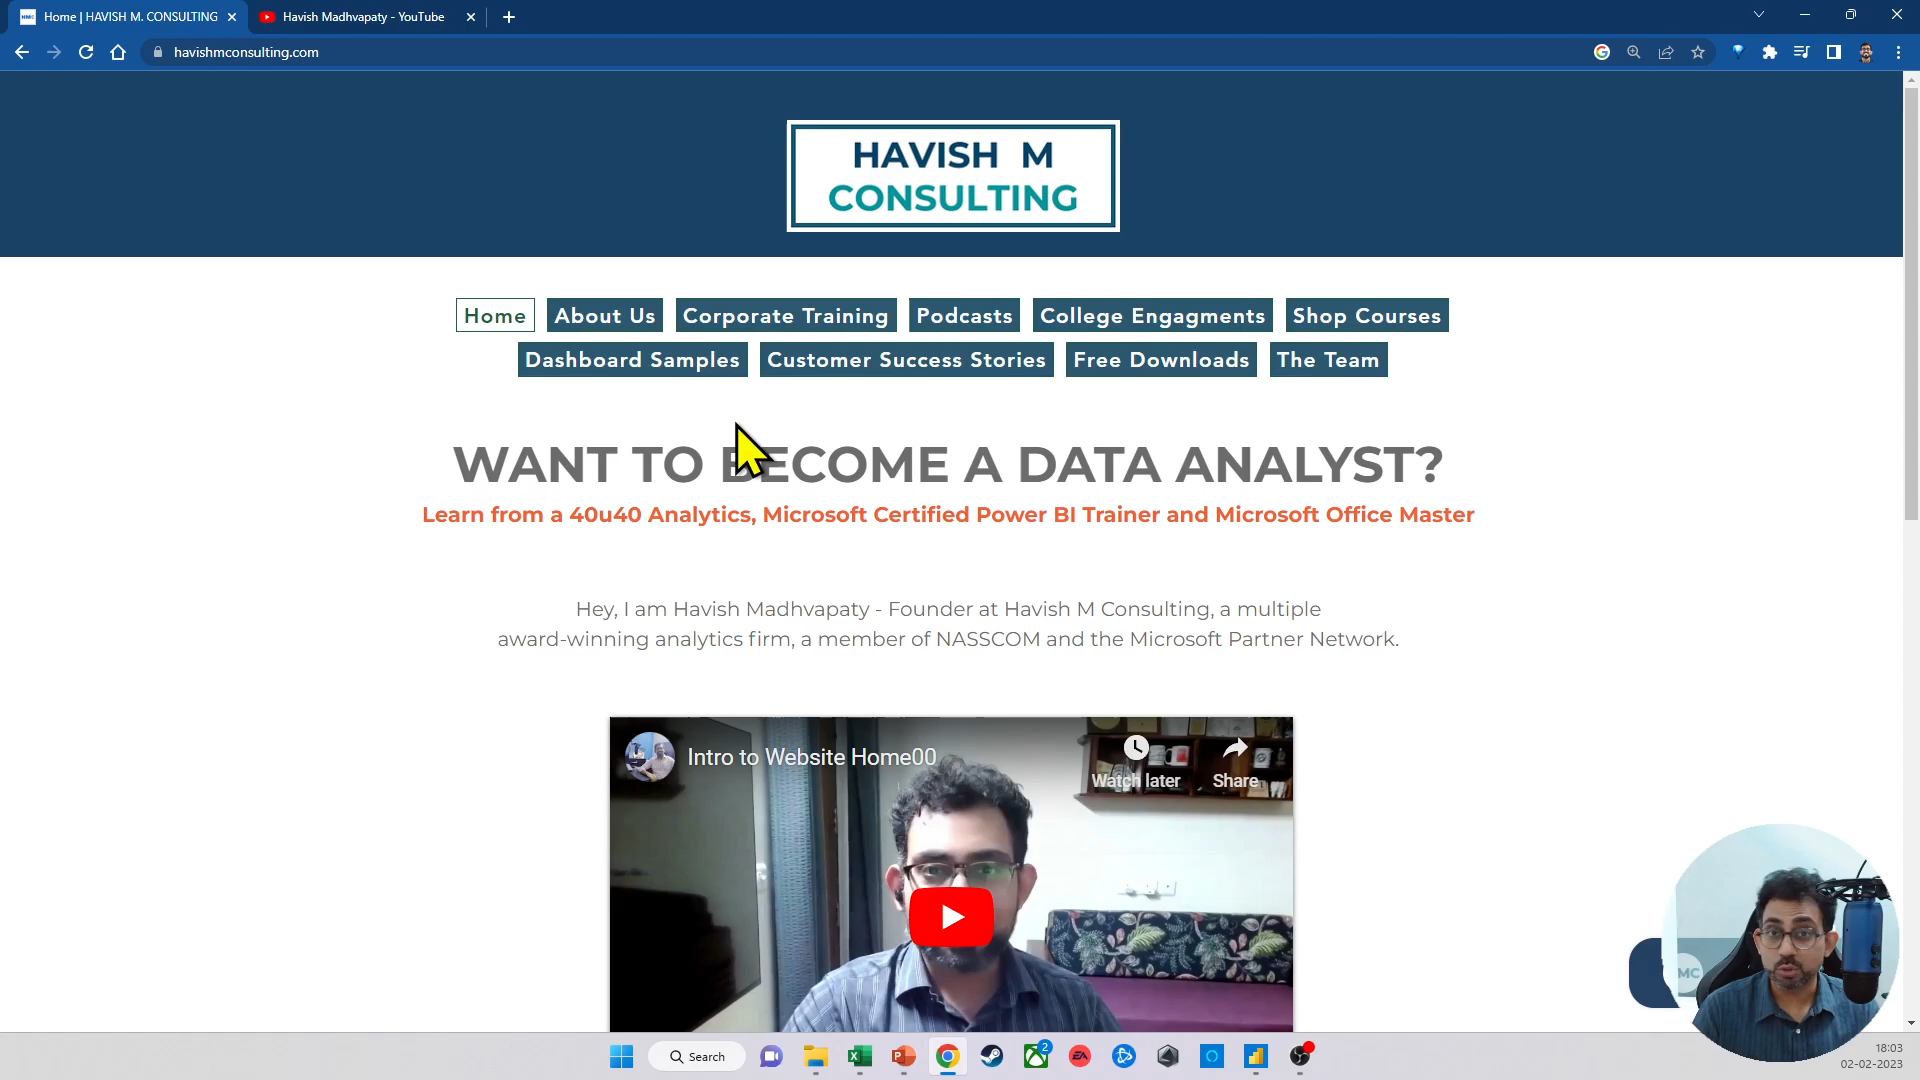 Home | HAVISH M. CONSULTING
Havish Madhvapaty - YouTube
havishmconsulting.com
HAVISH M
CONSULTING
Home
About Us
Corporate Training
Podcasts
College Engagments
Shop Courses
Dashboard Samples
Customer Success Stories
Free Downloads
The Team
WANT TO BECOME A DATA ANALYST?
Learn from a 40u40 Analytics, Microsoft Certified Power BI Trainer and Microsoft Office Master
Hey, I am Havish Madhvapaty - Founder at Havish M Consulting, a multiple
award-winning analytics firm, a member of NASSCOM and the Microsoft Partner Network.
Intro to Website Home00
Watch later
Share
MC
Search
2
18:03
02-02-2023